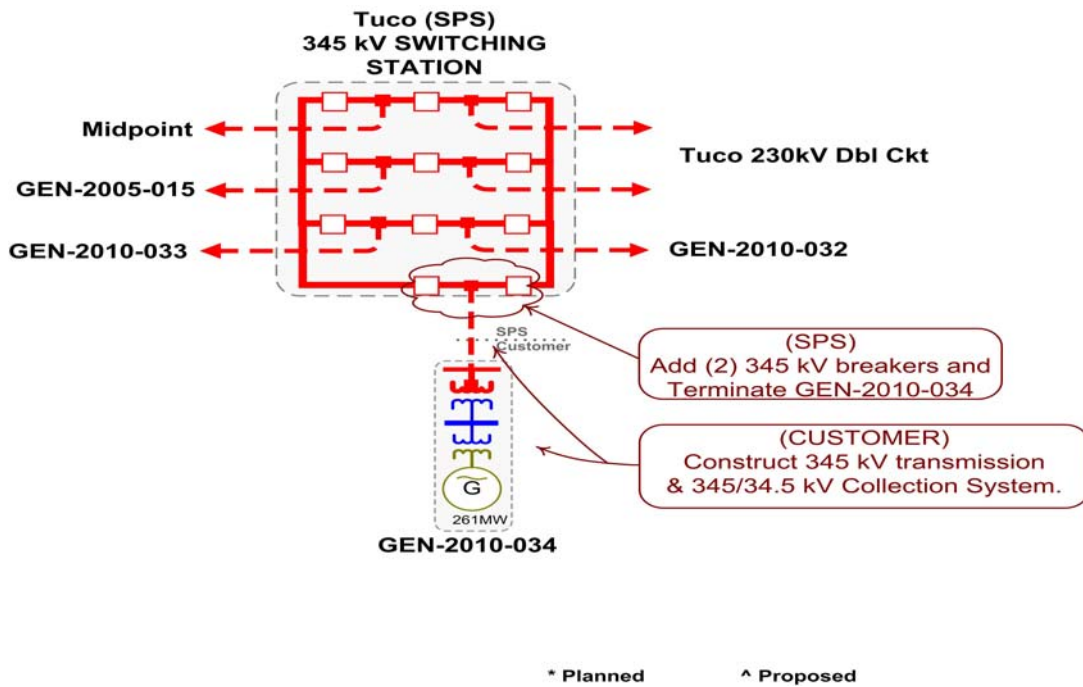 Tuco (SPS)
345 kV SWITCHING
STATION
Midpoint
Tuco 230kV Dbl Ckt
GEN-2005-015
GEN-2010-033
GEN-2010-032
SPS
Customer
(SPS)
Add (2) 345 kV breakers and
Terminate GEN-2010-034
(CUSTOMER)
Construct 345 kV transmission
& 345/34.5 kV Collection System.
G
261MW
GEN-2010-034
* Planned
^ Proposed